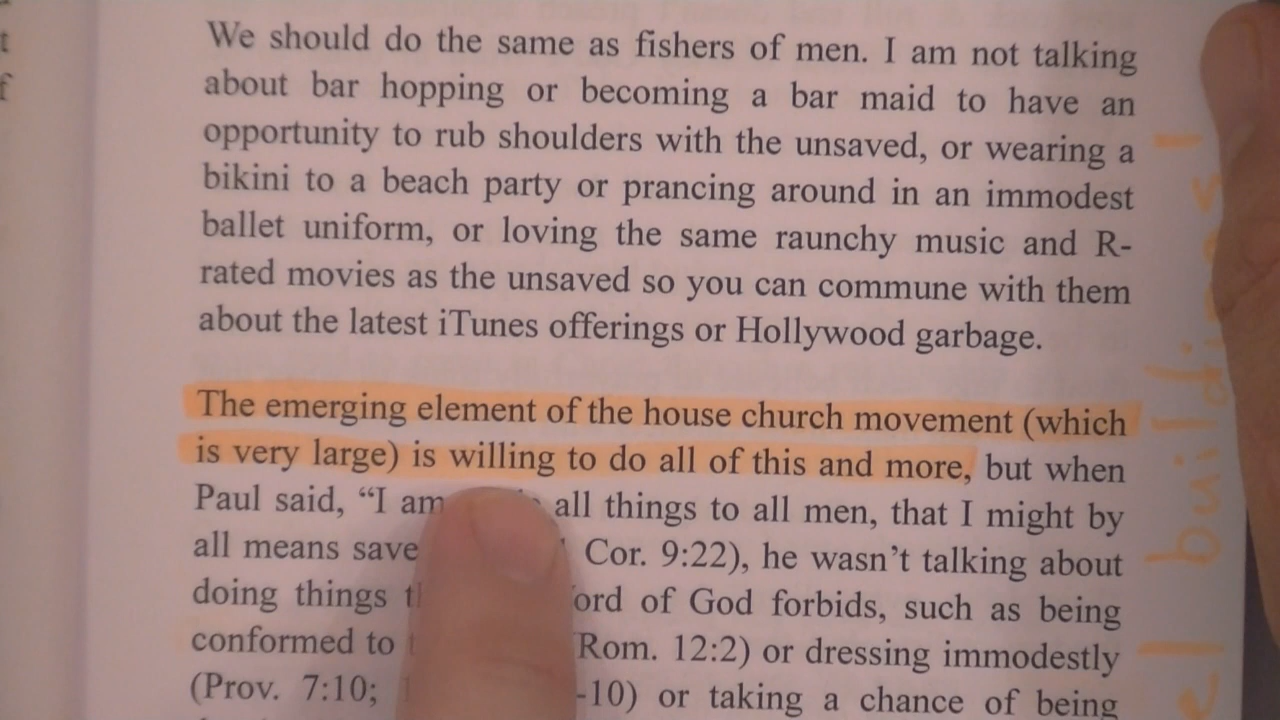 We should do the same as fishers of men. I am not talking
about bar hopping or becoming a bar maid to have an
opportunity to rub shoulders with the unsaved, or wearing a
bikini to a beach party or prancing around in an immodest
ballet uniform, or loving the same raunchy music and R-
rated movies as the unsaved so you can commune with them
about the latest iTunes offerings or Hollywood garbage.
The emerging element of the house church movement (which
is very large) is willing to do all of this and more, but when
Paul said, “I am all things to all men, that I might by
all means save Cor. 9:22), he wasn’t talking about
doing things of God forbids, such as being
conformed to (Rom. 12:2) or dressing immodestly
(Prov. 7:10; -10) or taking a chance of being